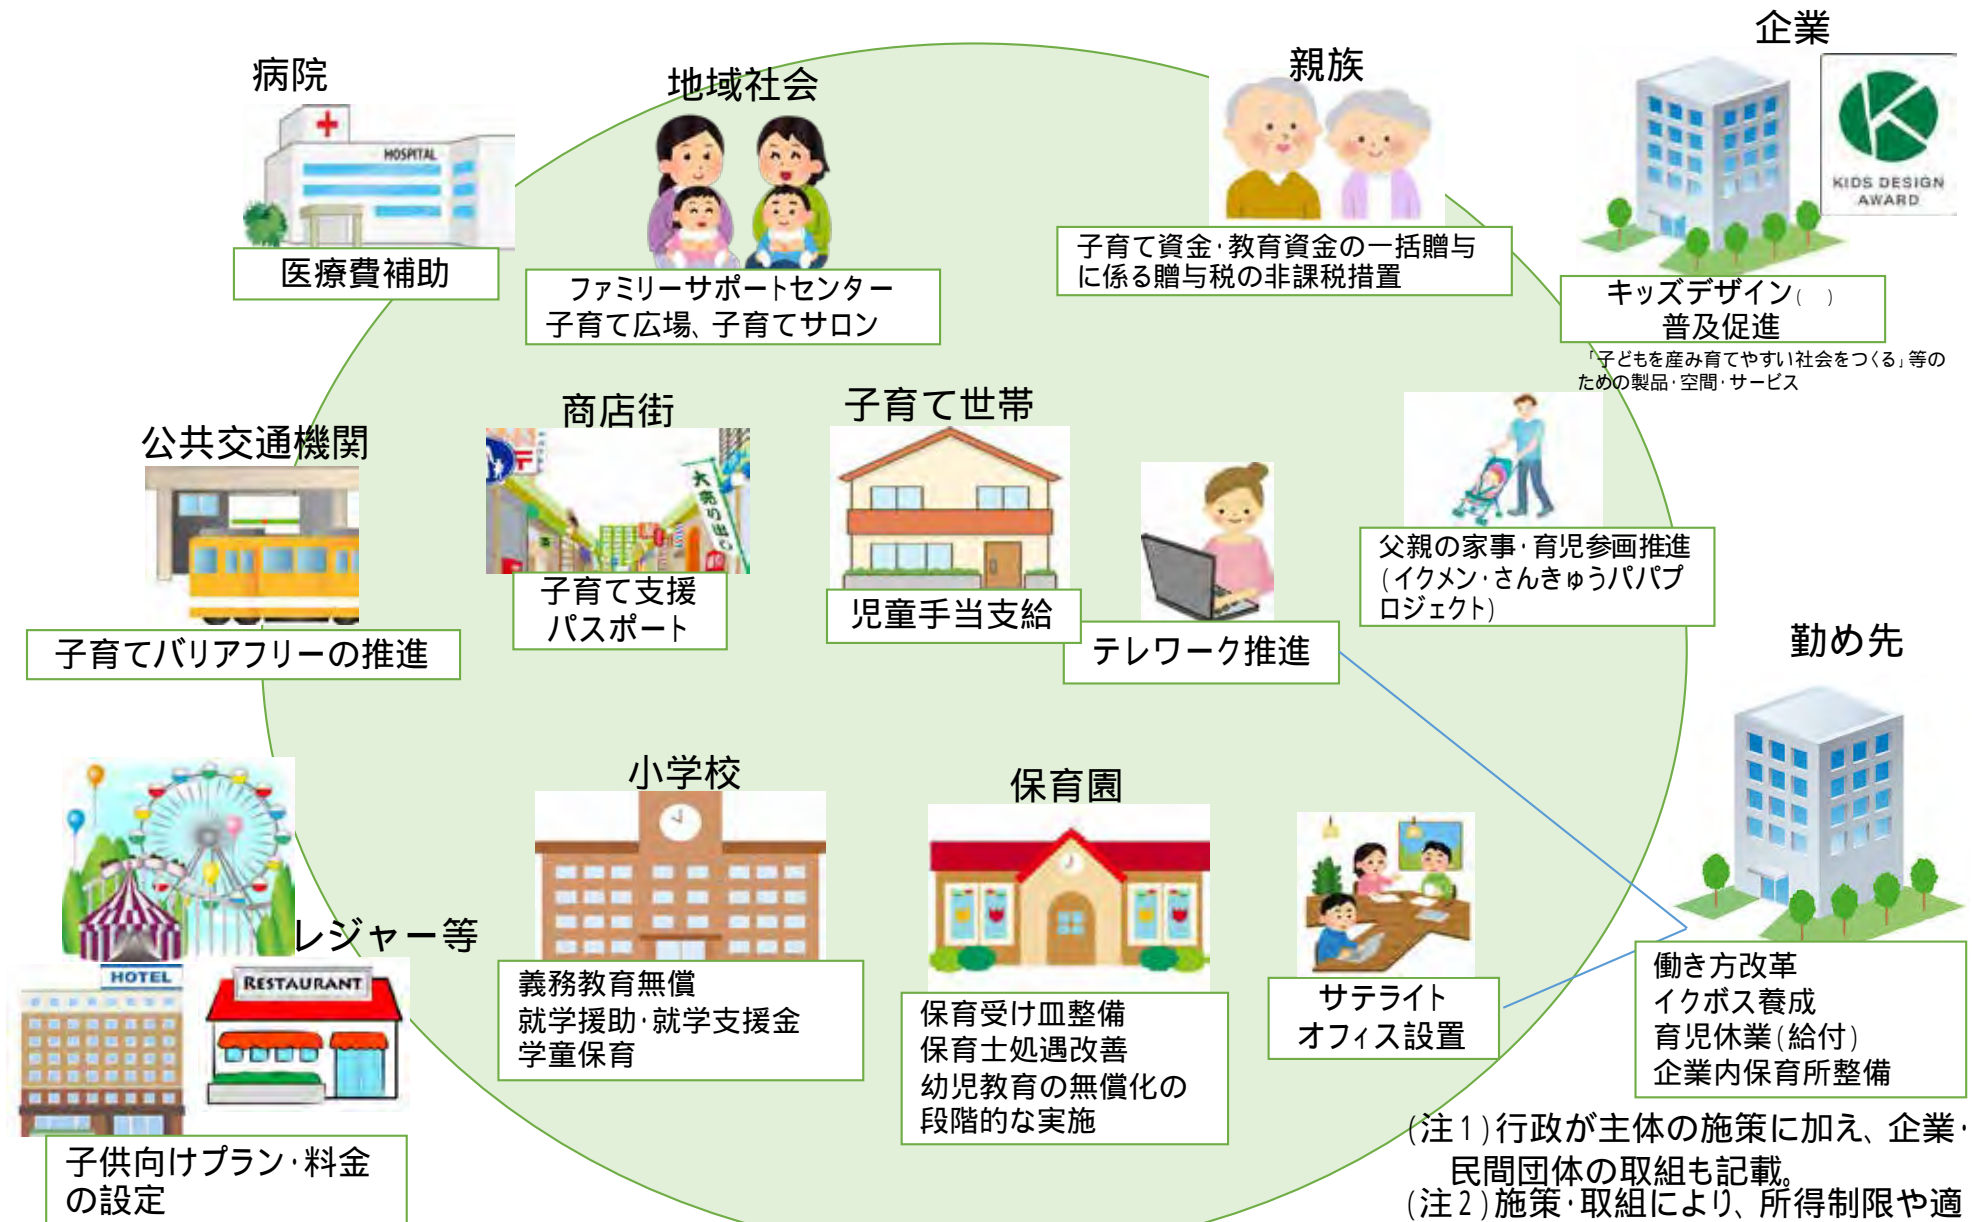 企業
病院
地域社会
親族
HOSPITAL
KIDS DESIGN
AWARD
医療費補助
ファミリーサポートセンター
子育て広場、子育てサロン
子育て資金・教育資金の一括贈与
に係る贈与税の非課税措置
キッズデザイン( )
普及促進
「子どもを産み育てやすい社会をつくる」等の
ための製品・空間・サービス
公共交通機関
商店街
子育て世帯
大売り出し
子育てバリアフリーの推進
子育て支援
パスポート
児童手当支給
テレワーク推進
父親の家事・育児参画推進
(イクメン・さんきゅうパパプ
ロジェクト)
勤め先
小学校
保育園
レジャー等
HOTEL
RESTAURANT
子供向けプラン・料金
の設定
義務教育無償
就学援助・就学支援金
学童保育
保育受け皿整備
保育士処遇改善
幼児教育の無償化の
段階的な実施
サテライト
オフィス設置
働き方改革
イクボス養成
育児休業(給付)
企業内保育所整備
(注1)行政が主体の施策に加え、企業・
民間団体の取組も記載。
(注2)施策・取組により、所得制限や適